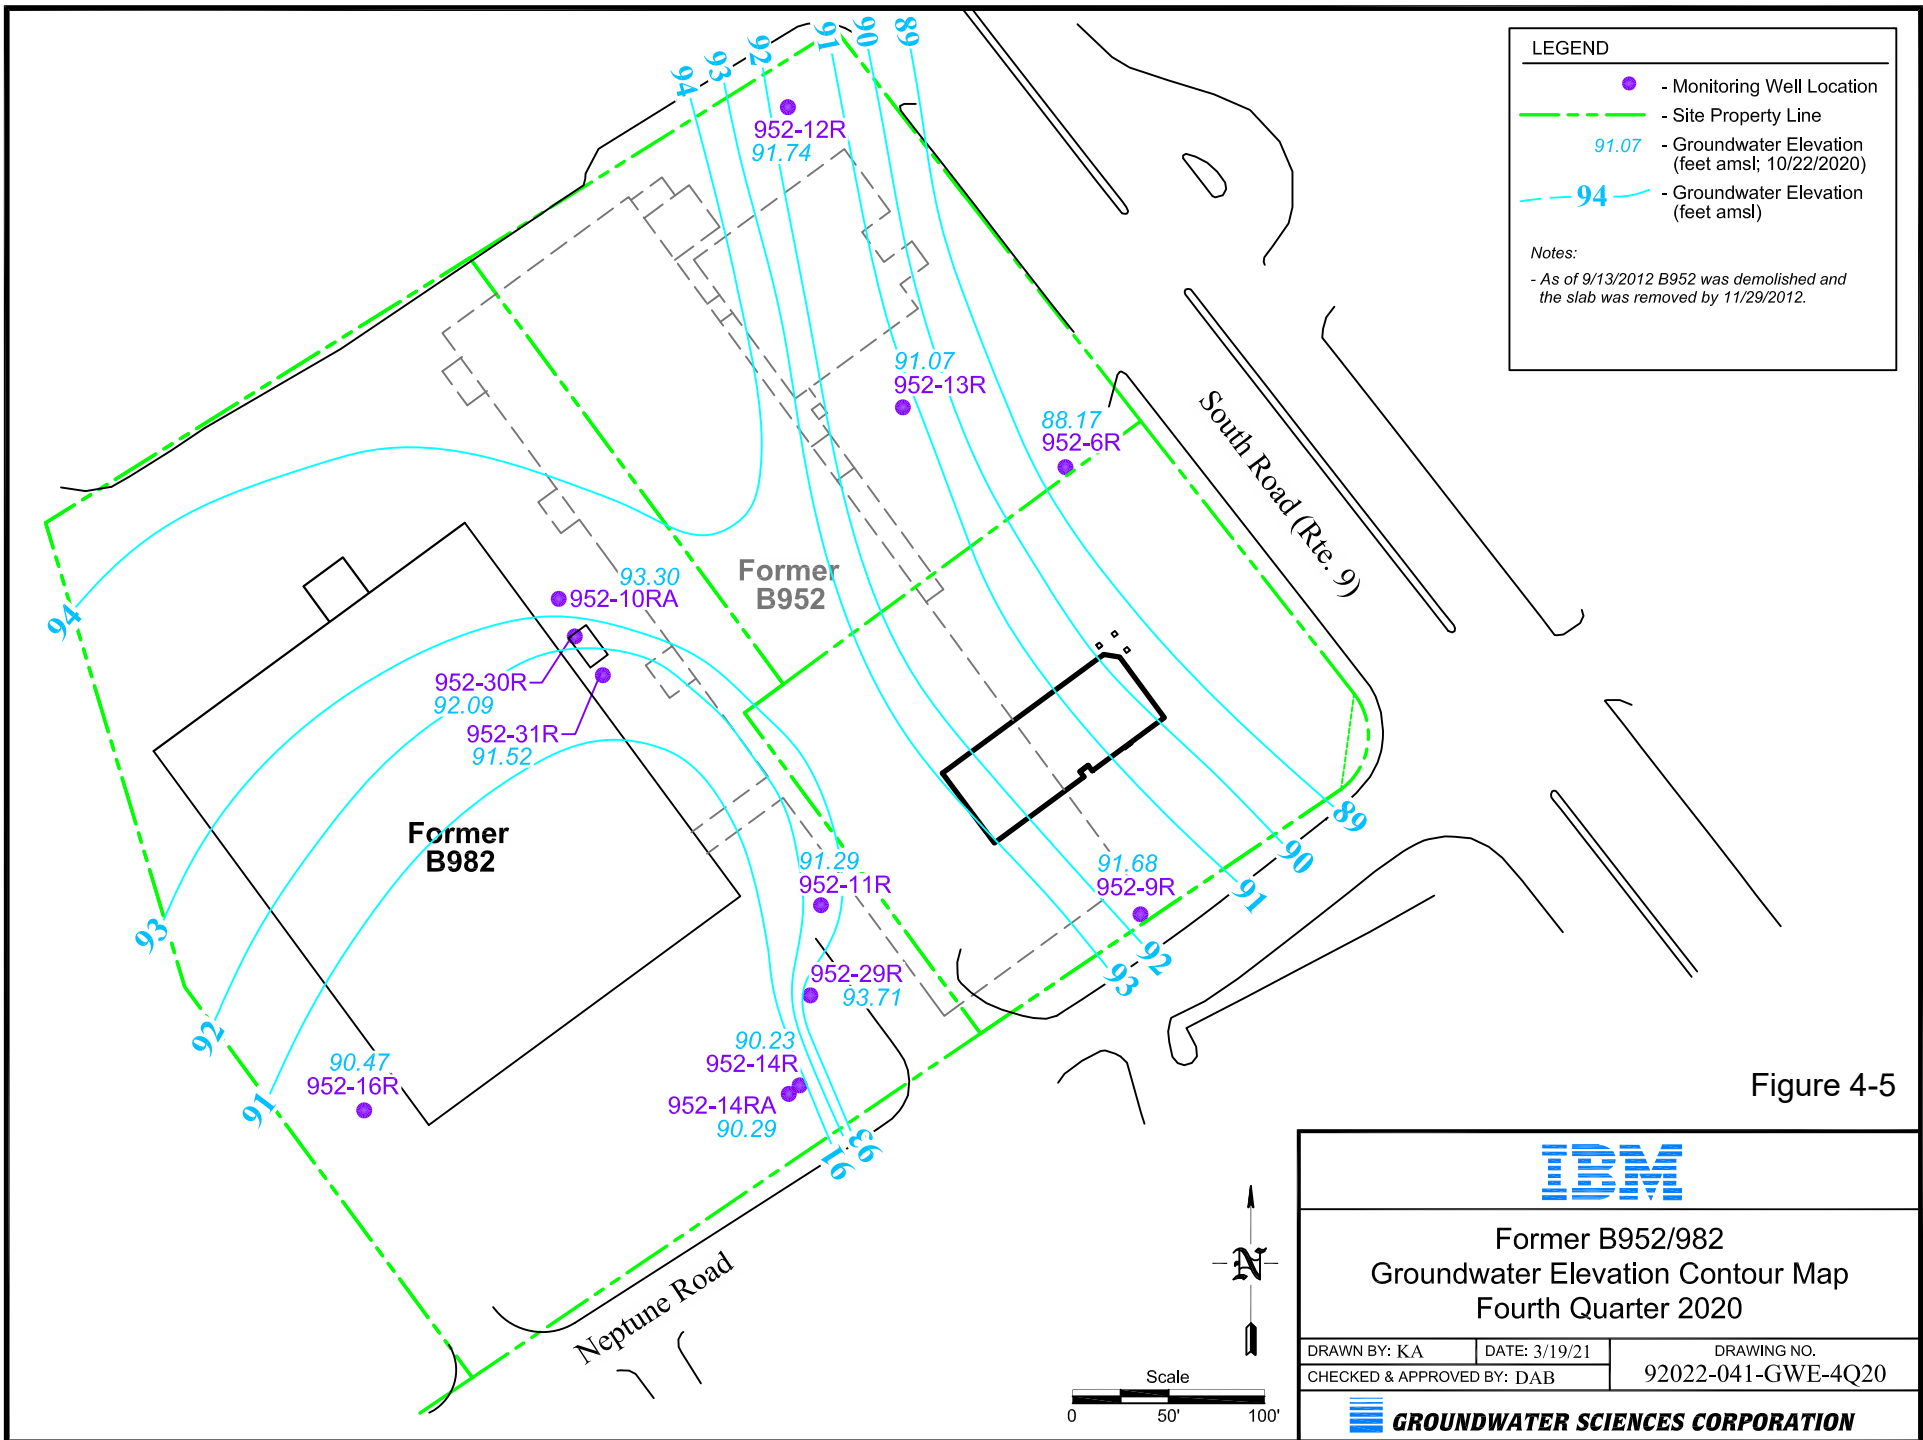 94
93
92
91
90
89
LEGEND
- Monitoring Well Location
- Site Property Line
91.07
- Groundwater Elevation
(feet amsl; 10/22/2020)
94
- Groundwater Elevation
(feet amsl)
Notes:
- As of 9/13/2012 B952 was demolished and
the slab was removed by 11/29/2012.
952-12R
91.74
91.07
952-13R
88.17
952-6R
South Road (Rte. 9)
Former
B952
93.30
952-10RA
94
952-30R
92.09
952-31R
91.52
Former
B982
91.29
952-11R
91.68
952-9R
89
90
91
92
93
93
92
91
952-29R
93.71
90.23
952-14R
952-14RA
90.29
90.47
952-16R
93
91
Neptune Road
Figure 4-5
N
Scale
0 50' 100'
IBM
Former B952/982
Groundwater Elevation Contour Map
Fourth Quarter 2020
DRAWN BY: KA
DATE: 3/19/21
DRAWING NO.
CHECKED & APPROVED BY: DAB
92022-041-GWE-4Q20
GROUNDWATER SCIENCES CORPORATION